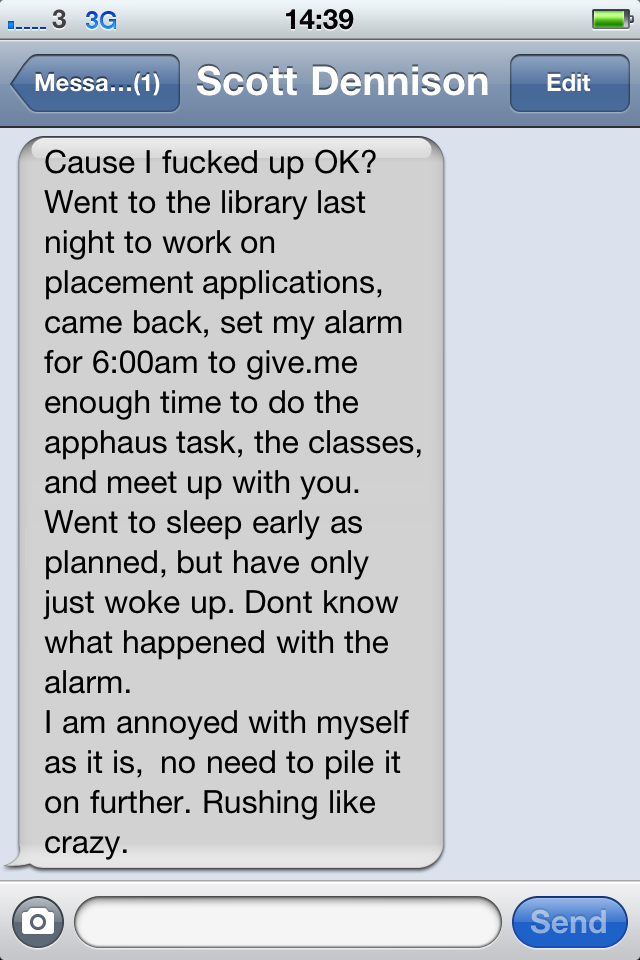 3 3G 14:39
Messa...(1) Scott Dennison Edit
Cause I fucked up OK?
Went to the library last
night to work on
placement applications,
came back, set my alarm
for 6:00am to give.me
enough time to do the
apphaus task, the classes,
and meet up with you.
Went to sleep early as
planned, but have only
just woke up. Dont know
what happened with the
alarm.
I am annoyed with myself
as it is,  no need to pile it
on further. Rushing like
crazy.
Send